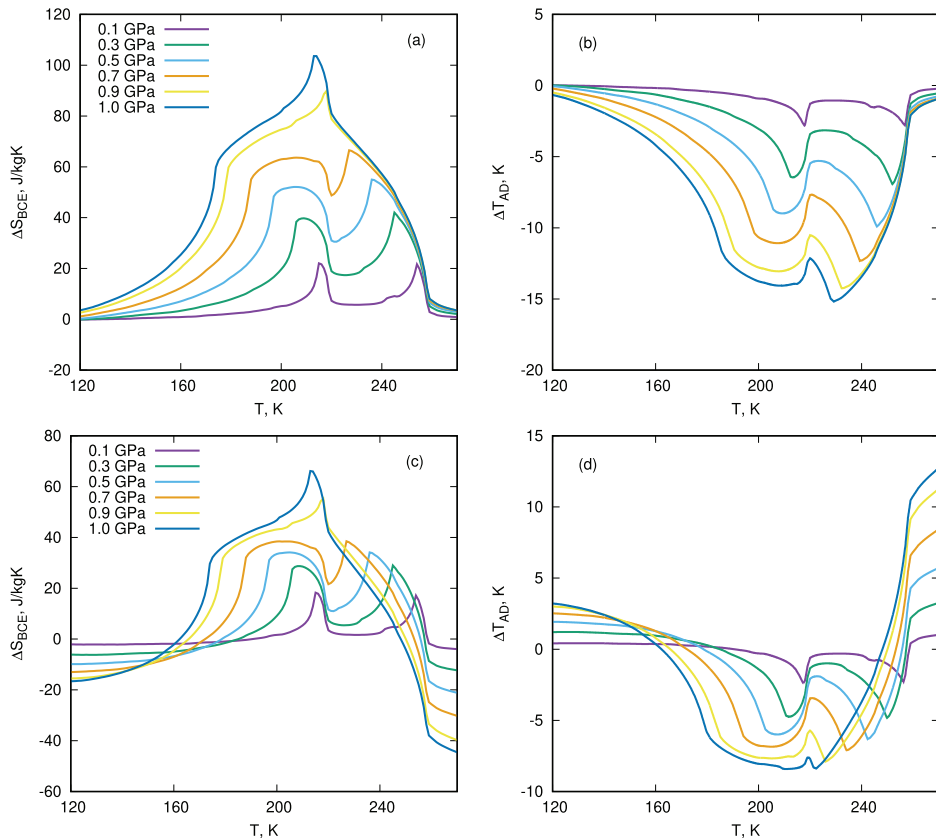 120
100
80
60
40
20
0
-20
120
160
200
240
T, K
ΔS_BCE, J/kgK
0.1 GPa
0.3 GPa
0.5 GPa
0.7 GPa
0.9 GPa
1.0 GPa
(a)
5
0
-5
-10
-15
-20
120
160
200
240
T, K
ΔT_AD, K
(b)
80
60
40
20
0
-20
-40
-60
120
160
200
240
T, K
ΔS_BCE, J/kgK
0.1 GPa
0.3 GPa
0.5 GPa
0.7 GPa
0.9 GPa
1.0 GPa
(c)
15
10
5
0
-5
-10
120
160
200
240
T, K
ΔT_AD, K
(d)